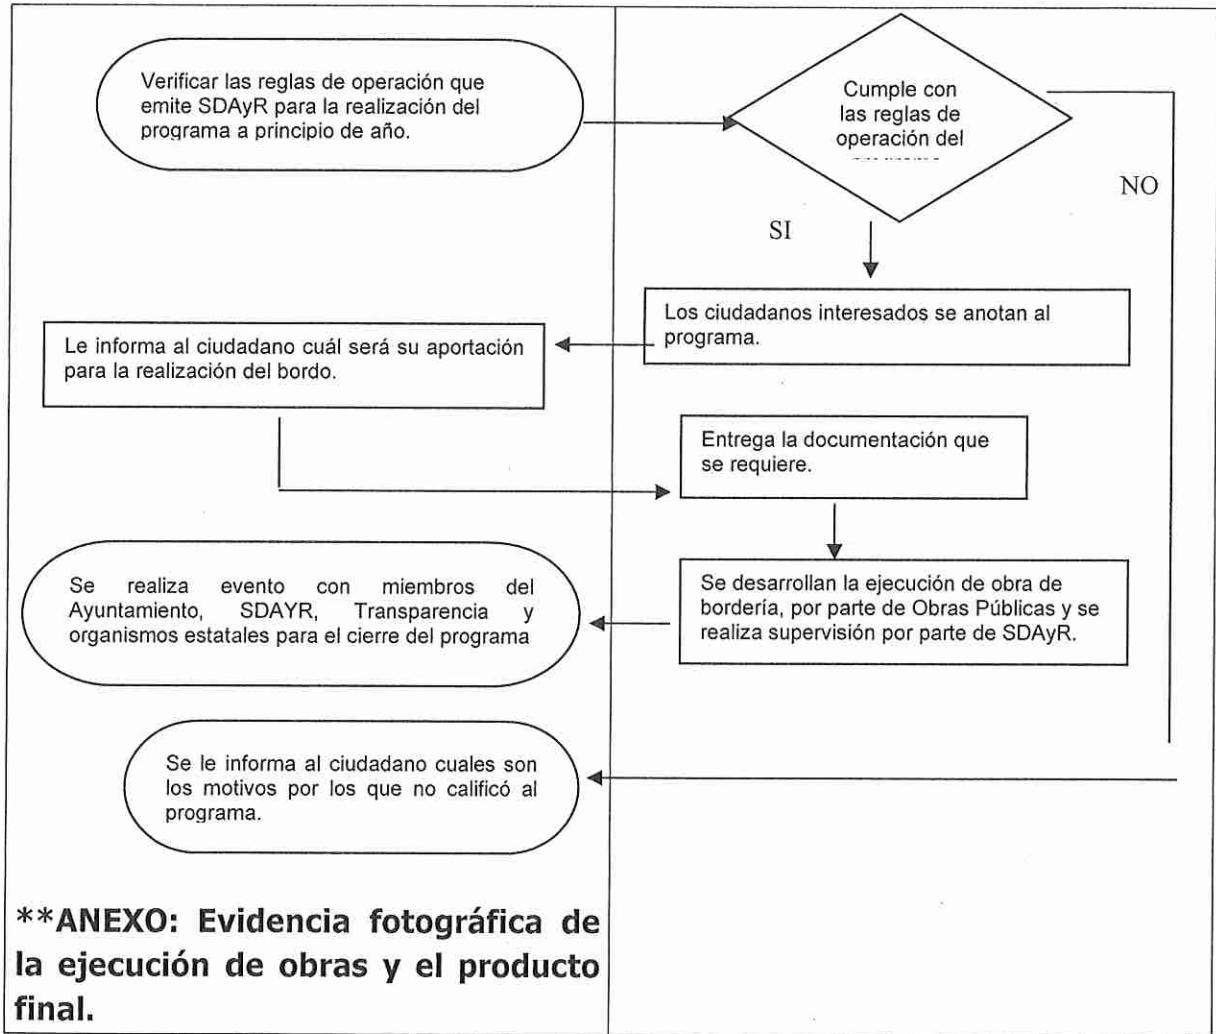 Verificar las reglas de operación que
emite SDAyR para la realización del
programa a principio de año.
Cumple con
las reglas de
operación del
NO
SI
Los ciudadanos interesados se anotan al
programa.
Le informa al ciudadano cuál será su aportación
para la realización del bordo.
Entrega la documentación que
se requiere.
Se desarrollan la ejecución de obra de
bordería, por parte de Obras Públicas y se
realiza supervisión por parte de SDAyR.
Se realiza evento con miembros del
Ayuntamiento, SDAYR, Transparencia y
organismos estatales para el cierre del programa
Se le informa al ciudadano cuales son
los motivos por los que no calificó al
programa.
**ANEXO: Evidencia fotográfica de
la ejecución de obras y el producto
final.